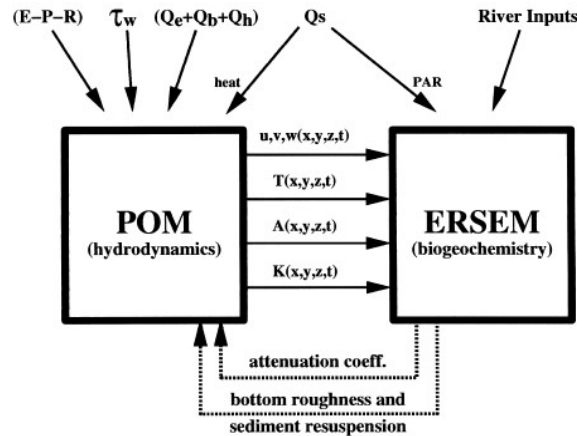 (E–P–R) τw (Qe+Qb+Qh) Qs River Inputs
heat PAR
u,v,w(x,y,z,t)
T(x,y,z,t)
POM ERSEM
(hydrodynamics) (biogeochemistry)
A(x,y,z,t)
K(x,y,z,t)
attenuation coeff.
bottom roughness and
sediment resuspension